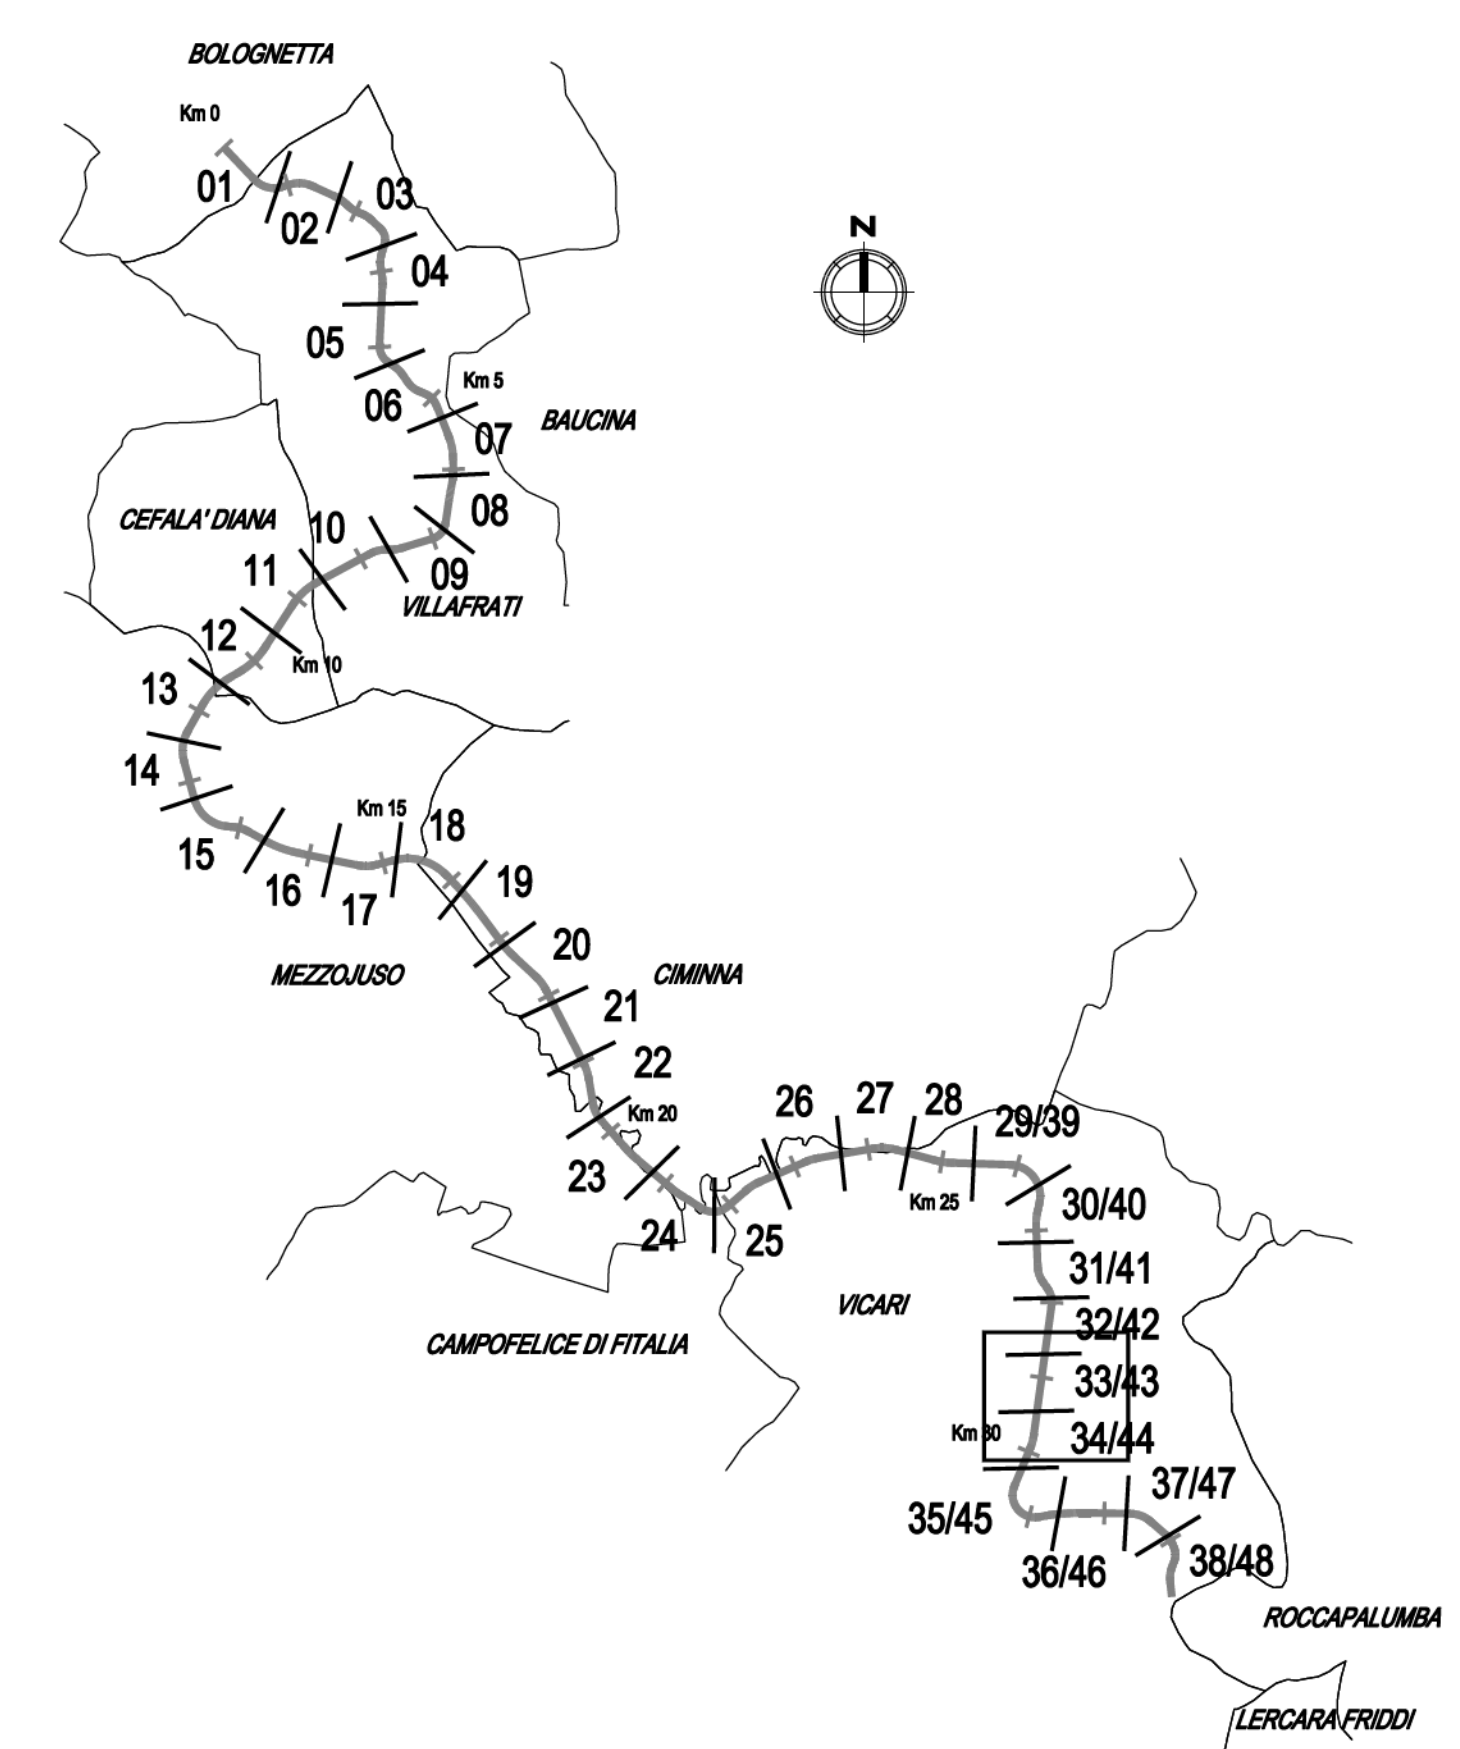 BOLOGNETTA
Km 0
01
02
03
N
04
05
Km 5
06
BAUCINA
07
08
CEFALA' DIANA
10
09
11
VILLAFRATI
12
Km 10
13
14
Km 15
18
15
16
17
19
20
MEZZOJUSO
CIMINNA
21
22
Km 20
23
24
25
26
27
28
29/39
Km 25
30/40
31/41
VICARI
32/42
CAMPOFELICE DI FITALIA
33/43
Km 30
34/44
35/45
37/47
36/46
38/48
ROCCAPALUMBA
LERCARA FRIDDI